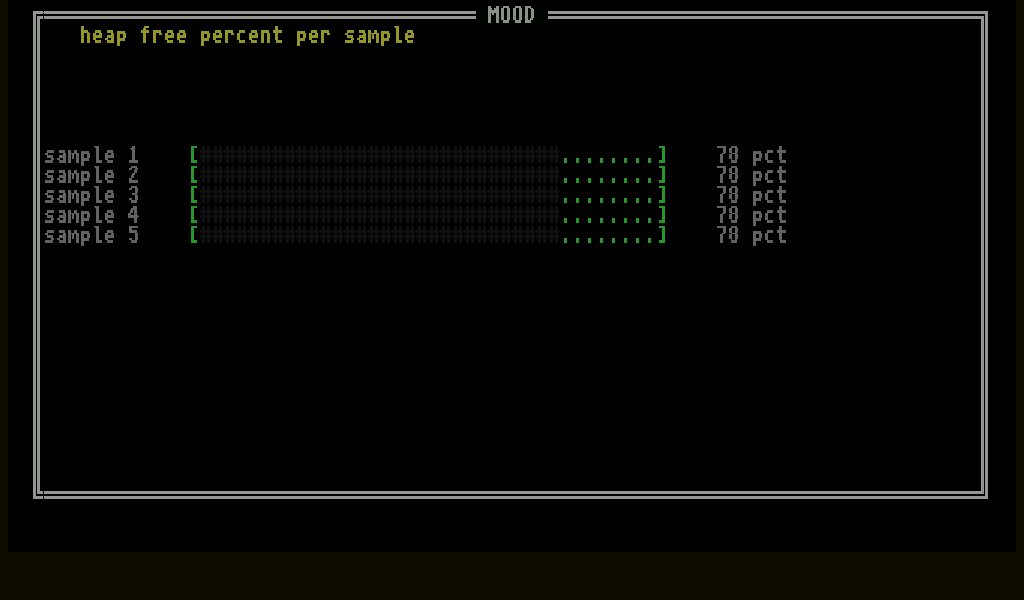 MOOD
heap free percent per sample
sample 1 [##############################........] 78 pct
sample 2 [##############################........] 78 pct
sample 3 [##############################........] 78 pct
sample 4 [##############################........] 78 pct
sample 5 [##############################........] 78 pct